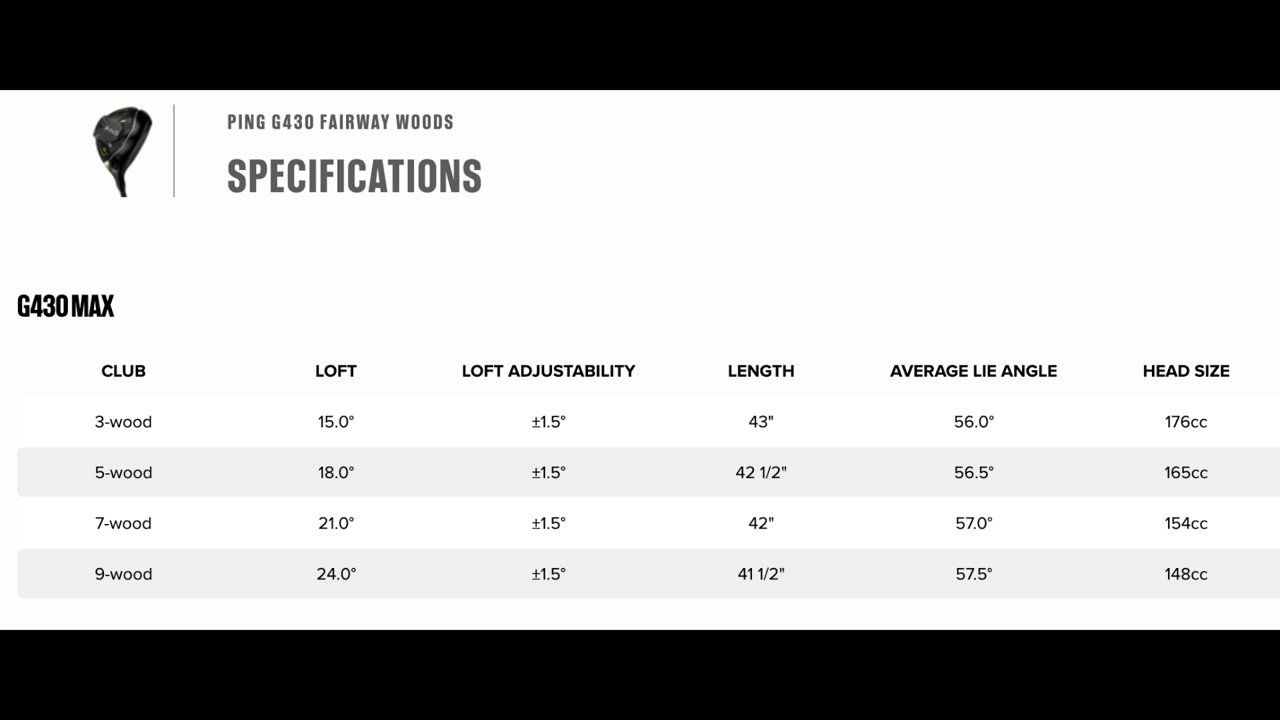 PING G430 FAIRWAY WOODS
SPECIFICATIONS
G430 MAX
CLUB LOFT LOFT ADJUSTABILITY LENGTH AVERAGE LIE ANGLE HEAD SIZE
3-wood 15.0° ±1.5° 43" 56.0° 176cc
5-wood 18.0° ±1.5° 42 1/2" 56.5° 165cc
7-wood 21.0° ±1.5° 42" 57.0° 154cc
9-wood 24.0° ±1.5° 41 1/2" 57.5° 148cc